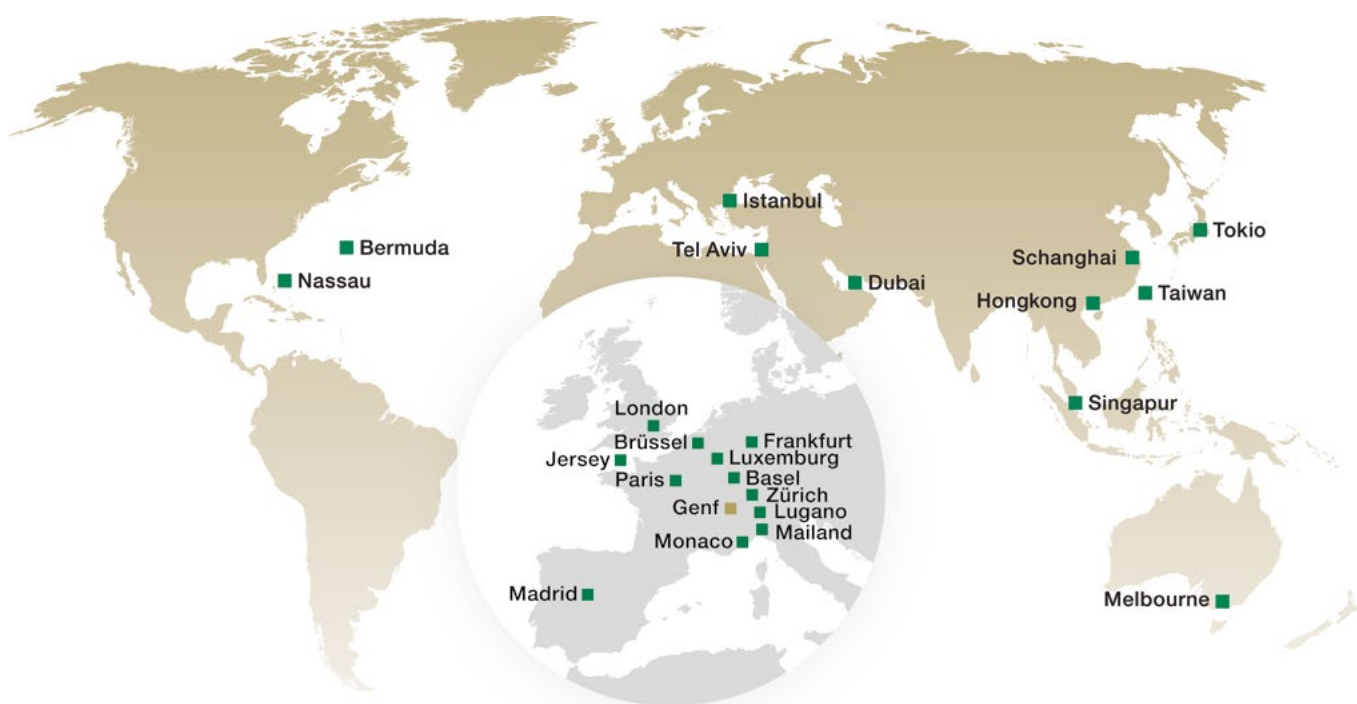 Istanbul
Tokio
Bermuda
Tel Aviv
Schanghai
Nassau
Dubai
Taiwan
Hongkong
Singapur
London
Brüssel
Frankfurt
Jersey
Luxemburg
Paris
Basel
Zürich
Genf
Lugano
Mailand
Monaco
Madrid
Melbourne